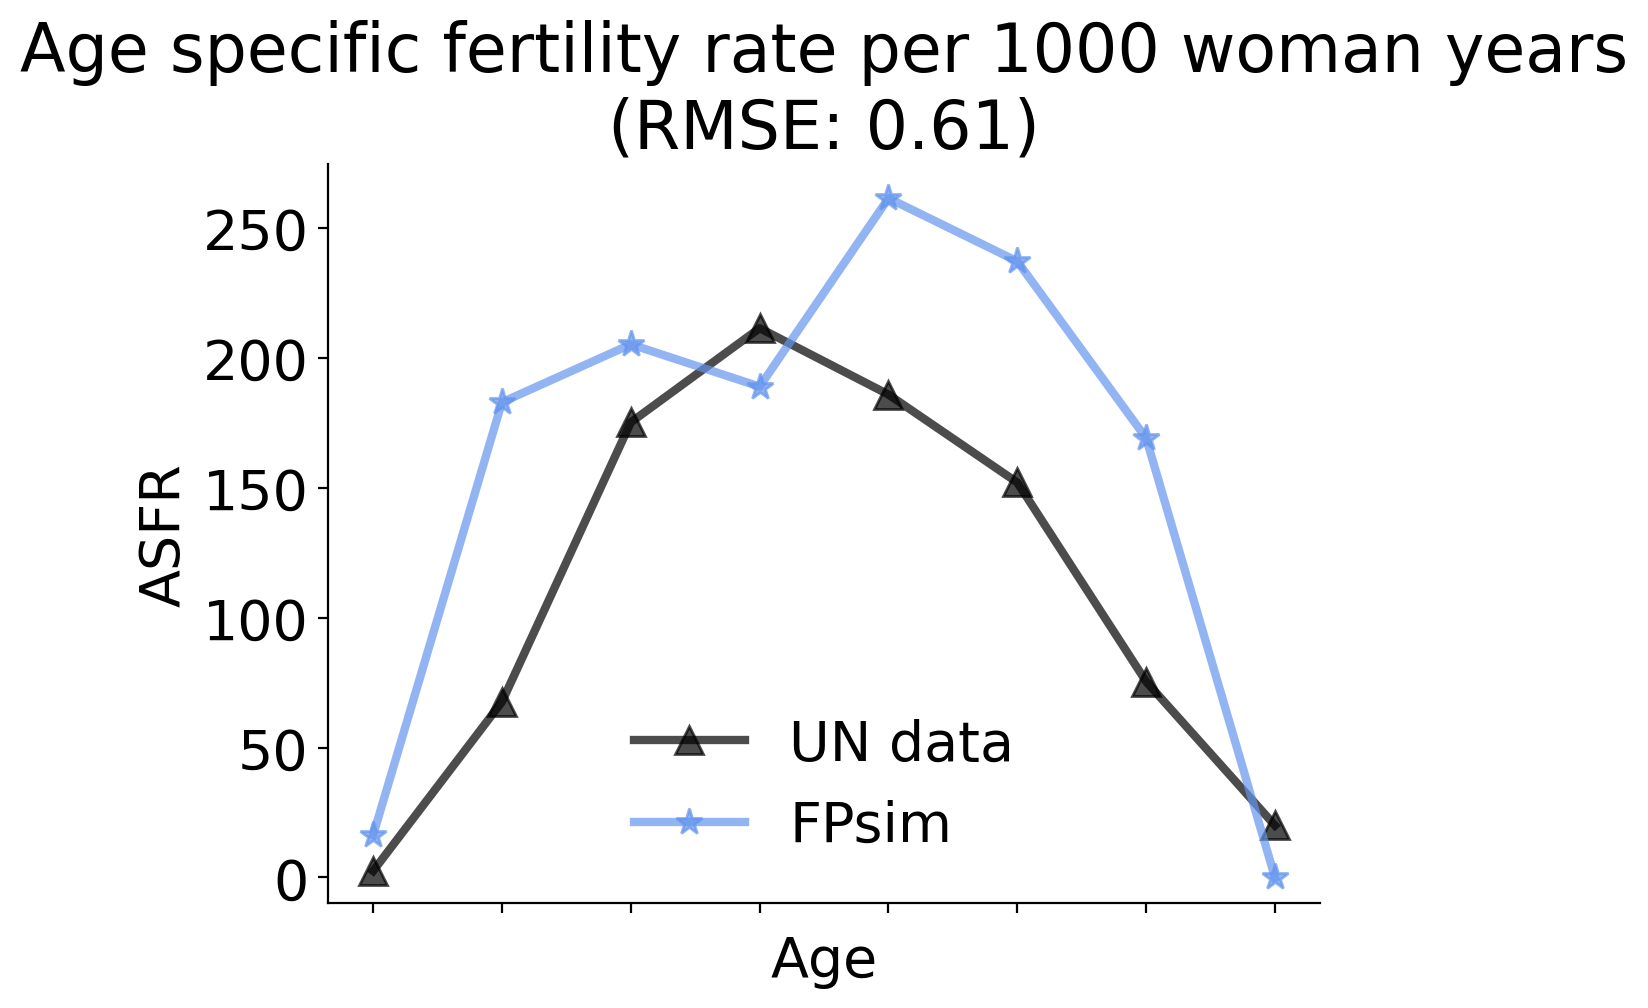 Age specific fertility rate per 1000 woman years
(RMSE: 0.61)
250
200
150
100
50
0
ASFR
UN data
FPsim
Age